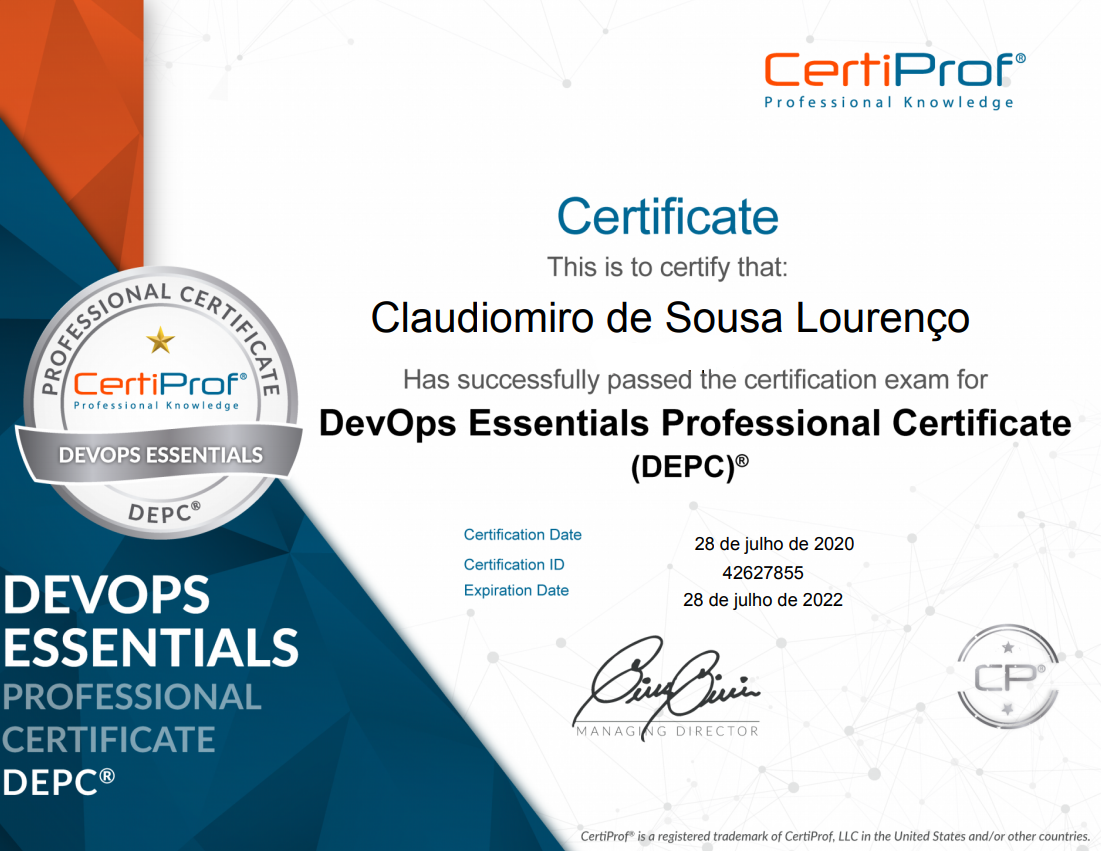 CertiProf®
Professional Knowledge
Certificate
This is to certify that:
Claudiomiro de Sousa Lourenço
Has successfully passed the certification exam for
DevOps Essentials Professional Certificate
(DEPC)®
PROFESSIONAL CERTIFICATE
CertiProf®
Professional Knowledge
DEVOPS ESSENTIALS
DEPC®
DEVOPS
ESSENTIALS
PROFESSIONAL
CERTIFICATE
DEPC®
Certification Date 28 de julho de 2020
Certification ID 42627855
Expiration Date 28 de julho de 2022
MANAGING DIRECTOR
CP®
CertiProf® is a registered trademark of CertiProf, LLC in the United States and/or other countries.